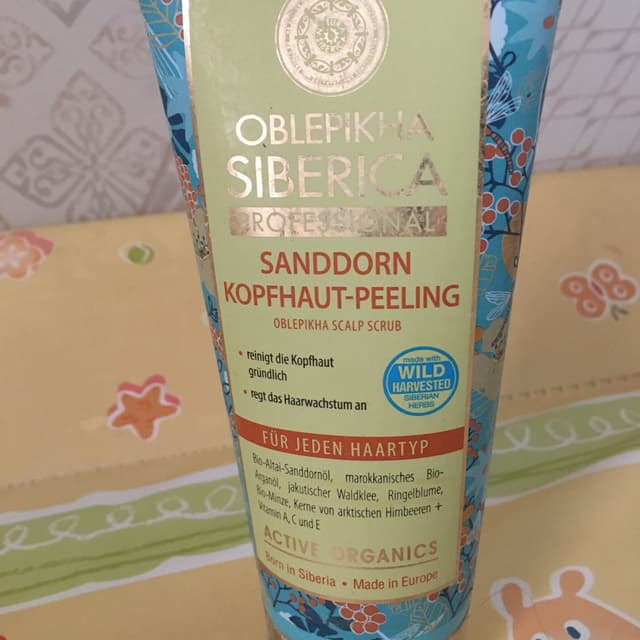 OBLEPIKHA
SIBERICA
PROFESSIONAL
SANDDORN
KOPFHAUT-PEELING
OBLEPIKHA SCALP SCRUB
• reinigt die Kopfhaut
gründlich
• regt das Haarwachstum an
made with
WILD
HARVESTED
SIBERIAN
HERBS
FÜR JEDEN HAARTYP
Bio-Altai-Sanddornöl, marokkanisches Bio-
Arganöl, jakutischer Waldklee, Ringelblume,
Bio-Minze, Kerne von arktischen Himbeeren +
Vitamin A, C und E
ACTIVE ORGANICS
Born in Siberia • Made in Europe